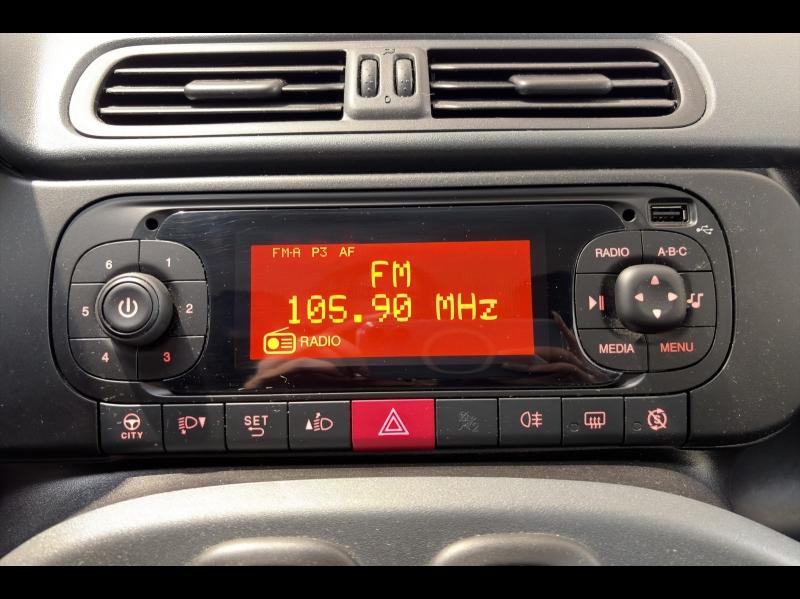 FM-A P3 AF
FM
105.90 MHz
RADIO
6 1
5 2
4 3
RADIO A·B·C
MEDIA MENU
CITY
SET